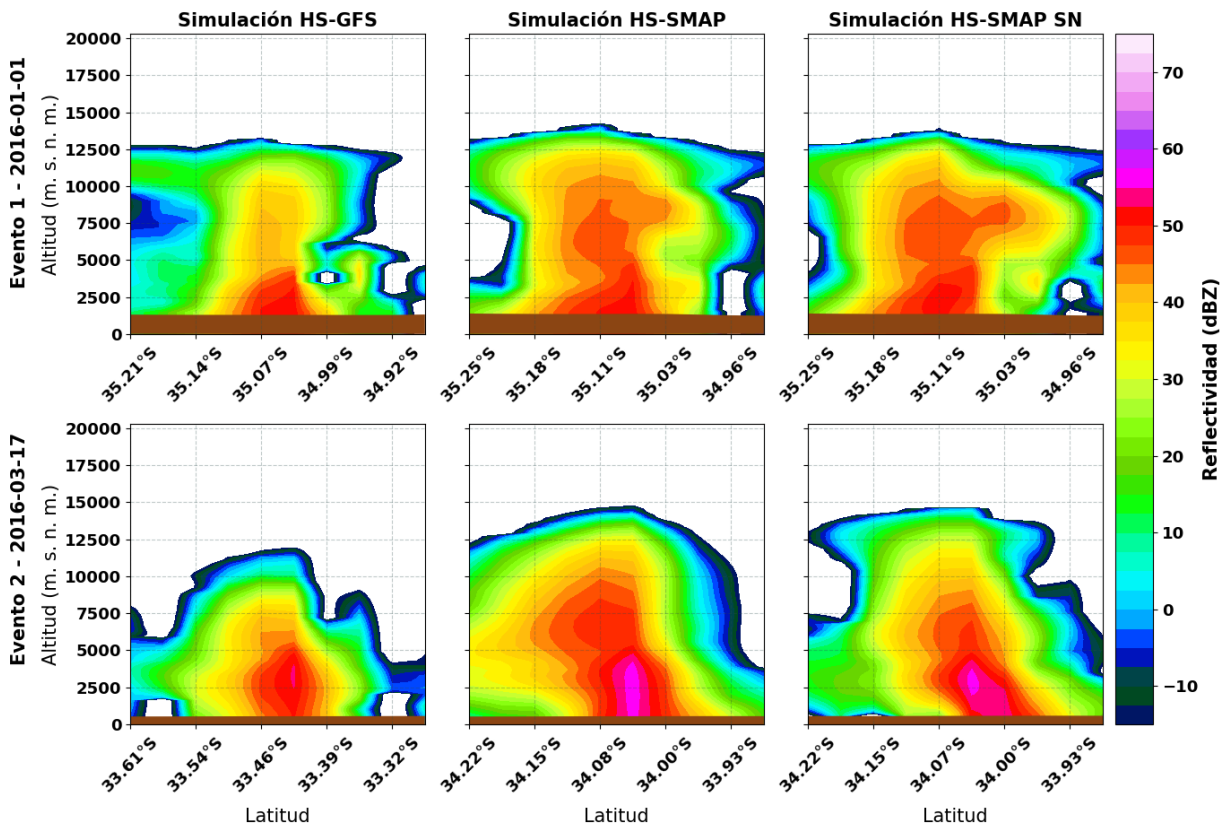 Simulación HS-GFS
Simulación HS-SMAP
Simulación HS-SMAP SN
Evento 1 - 2016-01-01
Altitud (m. s. n. m.)
20000
17500
15000
12500
10000
7500
5000
2500
0
35.21°S
35.14°S
35.07°S
34.99°S
34.92°S
35.25°S
35.18°S
35.11°S
35.03°S
34.96°S
35.25°S
35.18°S
35.11°S
35.03°S
34.96°S
Evento 2 - 2016-03-17
Altitud (m. s. n. m.)
20000
17500
15000
12500
10000
7500
5000
2500
0
33.61°S
33.54°S
33.46°S
33.39°S
33.32°S
34.22°S
34.15°S
34.08°S
34.00°S
33.93°S
34.22°S
34.15°S
34.07°S
34.00°S
33.93°S
Latitud
Latitud
Latitud
70
60
50
40
30
20
10
0
−10
Reflectividad (dBZ)